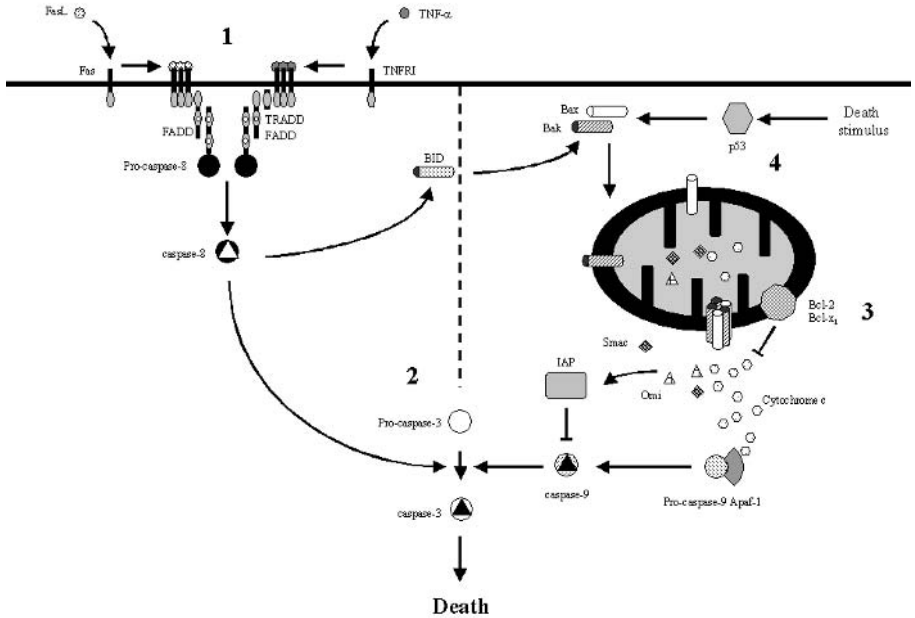 FasL
TNF-α
1
Fas
TNFRI
TRADD
FADD
FADD
Pro-caspase-8
BID
Bax
Bak
p53
Death
stimulus
4
caspase-8
Bcl-2
Bcl-x₁
3
Smac
2
IAP
Omi
Cytochrome c
Pro-caspase-3
caspase-9
Pro-caspase-9 Apaf-1
caspase-3
Death